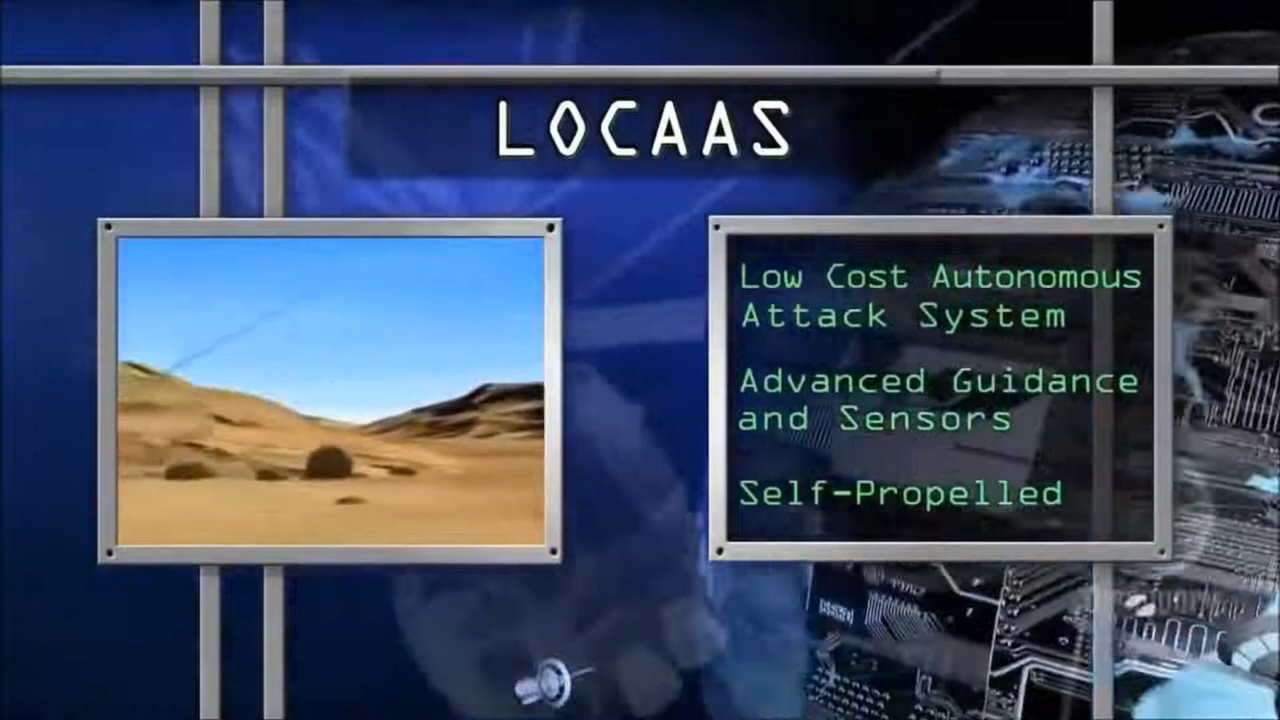 LOCAAS
Low Cost Autonomous
Attack System
Advanced Guidance
and Sensors
Self-Propelled